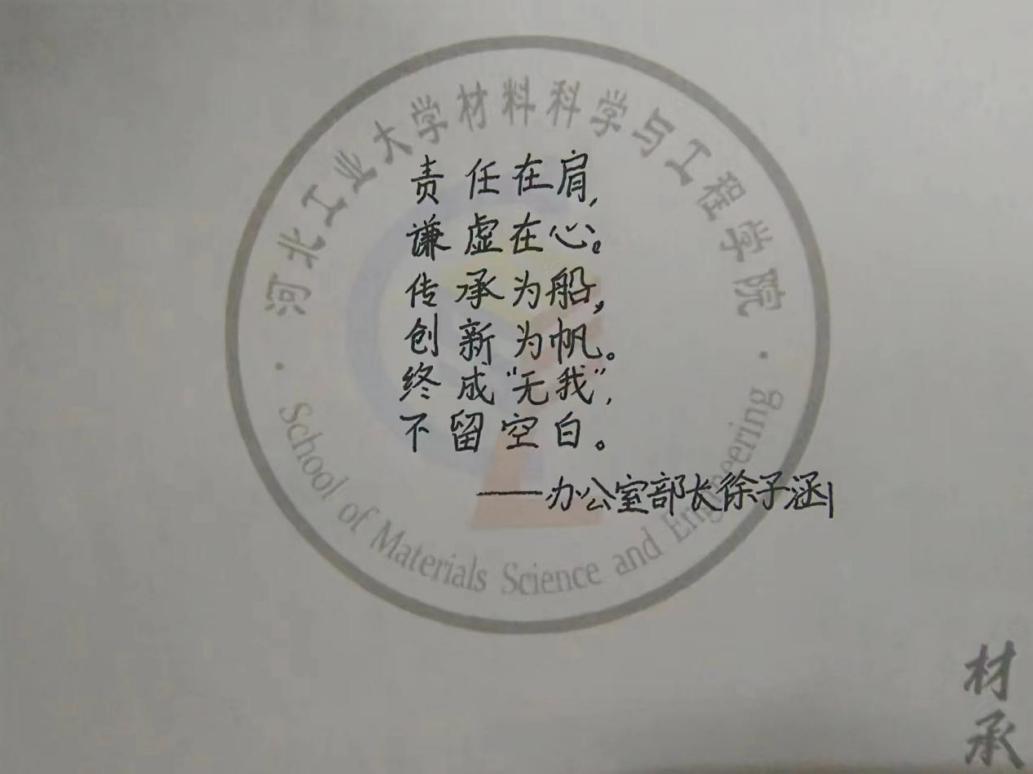 河北工业大学材料科学与工程学院
责任在肩,
谦虚在心。
传承为船,
创新为帆。
终成“无我”,
不留空白。
——办公室部长徐子涵
School of Materials Science and Engineering
材
承